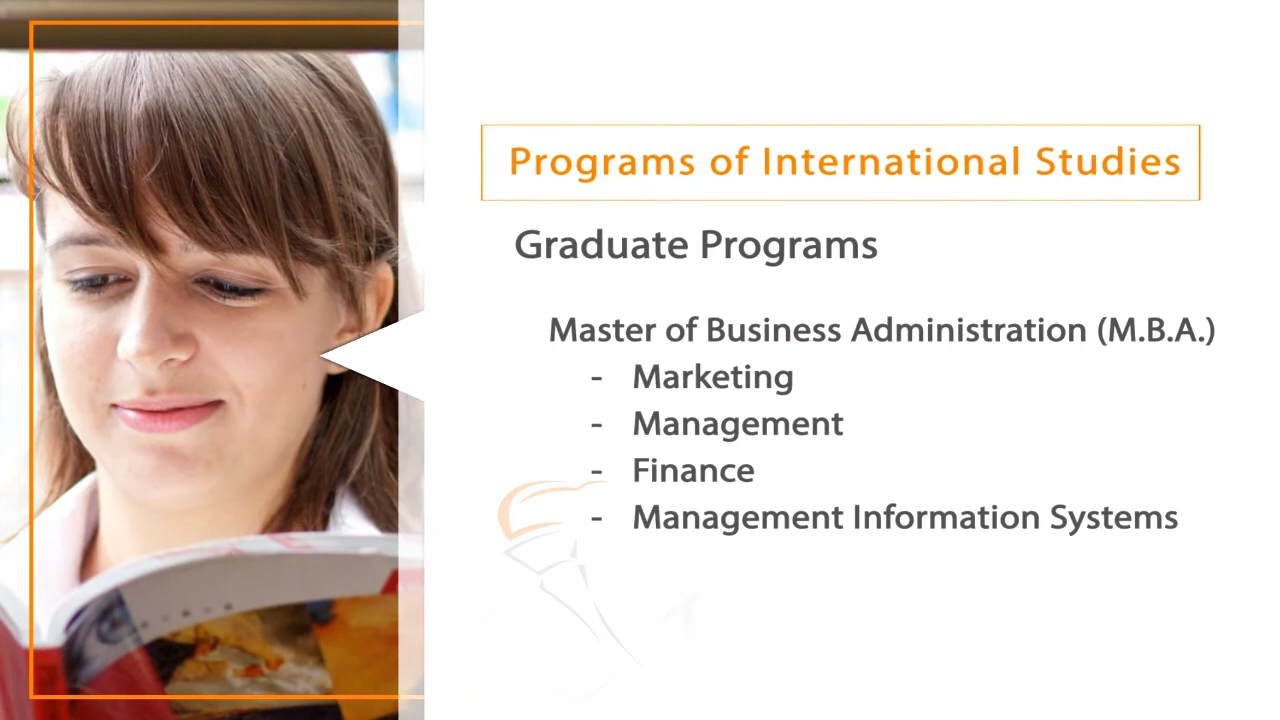 Programs of International Studies
Graduate Programs
Master of Business Administration (M.B.A.)
- Marketing
- Management
- Finance
- Management Information Systems